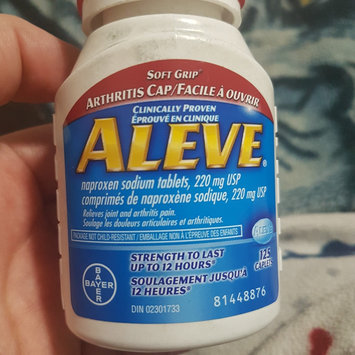 SOFT GRIP®
ARTHRITIS CAP/FACILE À OUVRIR
CLINICALLY PROVEN
ÉPROUVÉ EN CLINIQUE
ALEVE®
naproxen sodium tablets, 220 mg USP
comprimés de naproxène sodique, 220 mg USP
Relieves joint and arthritis pain.
Soulage les douleurs articulaires et arthritiques.
PACKAGE NOT CHILD-RESISTANT / EMBALLAGE NON À L'ÉPREUVE DES ENFANTS
STRENGTH TO LAST
UP TO 12 HOURS*
SOULAGEMENT JUSQU'À
12 HEURES*
125
CAPLETS
BAYER
BAYER
DIN 02301733
81448876